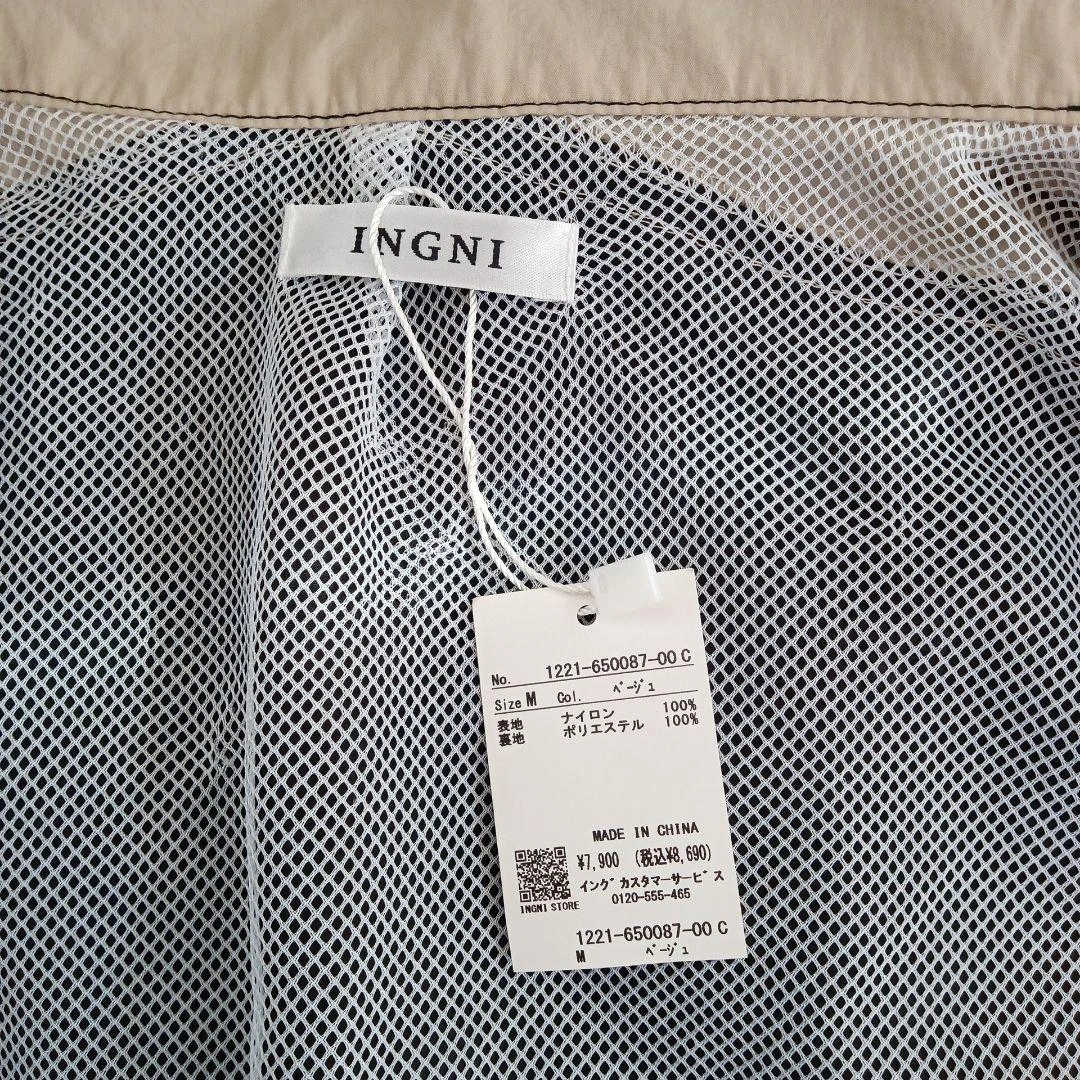 INGNI
No. 1221-650087-00 C
Size M Col. ﾍﾞｰｼﾞｭ
表地 ナイロン 100%
裏地 ポリエステル 100%
MADE IN CHINA
¥7,900 (税込¥8,690)
イングﾞカスタマーサーヒﾞス
0120-555-465
INGNI STORE
1221-650087-00 C
M ﾍﾞｰｼﾞｭ